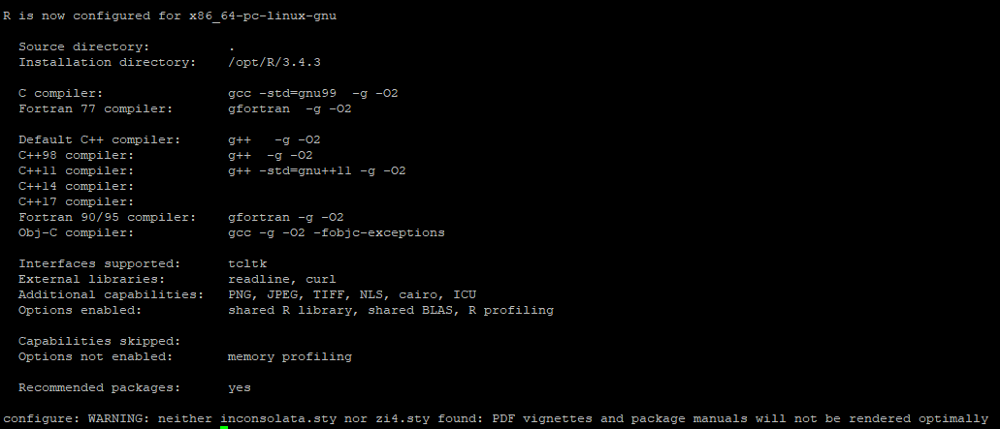 R is now configured for x86_64-pc-linux-gnu
Source directory: .
Installation directory: /opt/R/3.4.3
C compiler: gcc -std=gnu99 -g -O2
Fortran 77 compiler: gfortran -g -O2
Default C++ compiler: g++ -g -O2
C++98 compiler: g++ -g -O2
C++11 compiler: g++ -std=gnu++11 -g -O2
C++14 compiler:
C++17 compiler:
Fortran 90/95 compiler: gfortran -g -O2
Obj-C compiler: gcc -g -O2 -fobjc-exceptions
Interfaces supported: tcltk
External libraries: readline, curl
Additional capabilities: PNG, JPEG, TIFF, NLS, cairo, ICU
Options enabled: shared R library, shared BLAS, R profiling
Capabilities skipped:
Options not enabled: memory profiling
Recommended packages: yes
configure: WARNING: neither inconsolata.sty nor zi4.sty found: PDF vignettes and package manuals will not be rendered optimally